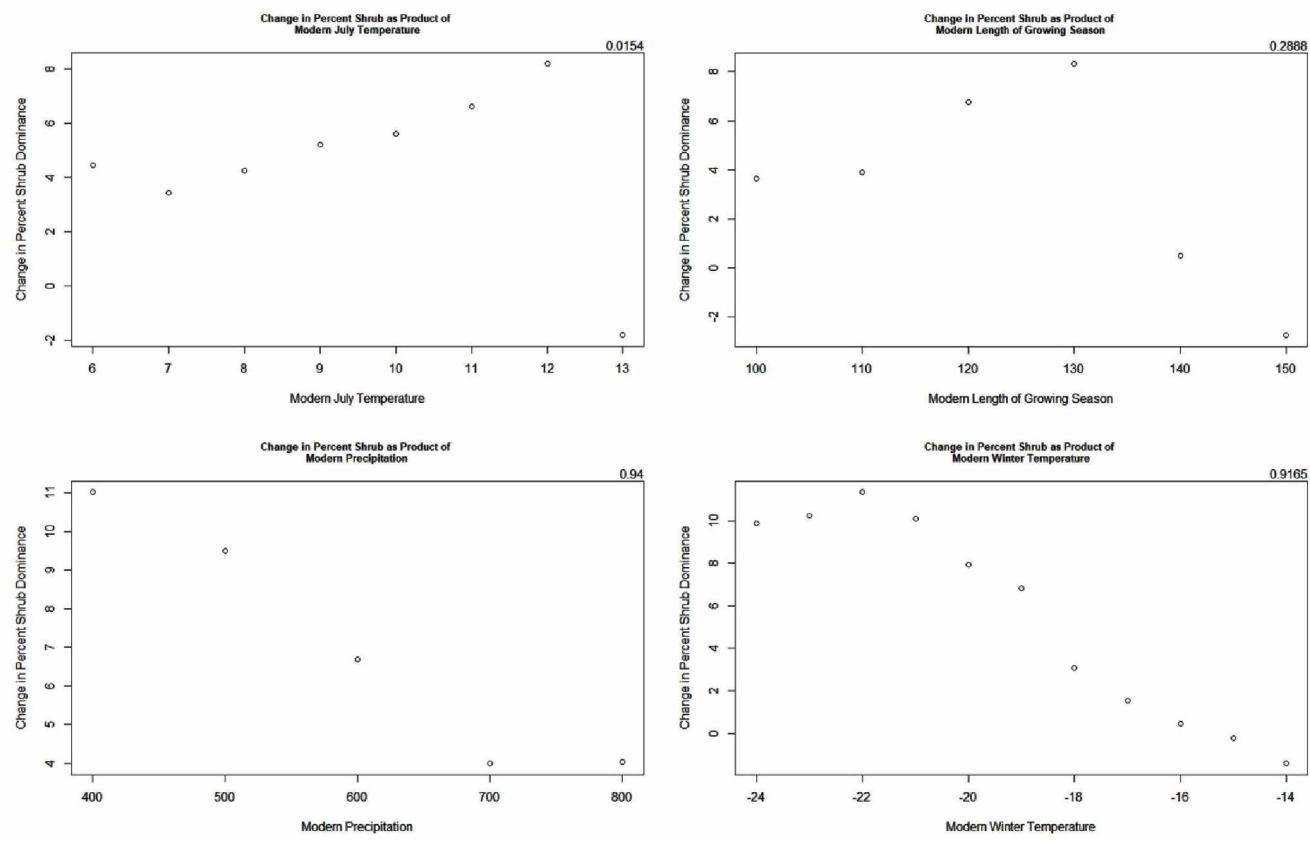 Change in Percent Shrub as Product of
Modern July Temperature
0.0154
Change in Percent Shrub Dominance
8
6
4
2
0
-2
6 7 8 9 10 11 12 13
Modern July Temperature
Change in Percent Shrub as Product of
Modern Length of Growing Season
0.2888
Change in Percent Shrub Dominance
8
6
4
2
0
-2
100 110 120 130 140 150
Modern Length of Growing Season
Change in Percent Shrub as Product of
Modern Precipitation
0.94
Change in Percent Shrub Dominance
11
10
9
8
7
6
5
4
400 500 600 700 800
Modern Precipitation
Change in Percent Shrub as Product of
Modern Winter Temperature
0.9165
Change in Percent Shrub Dominance
10
8
6
4
2
0
-24 -22 -20 -18 -16 -14
Modern Winter Temperature